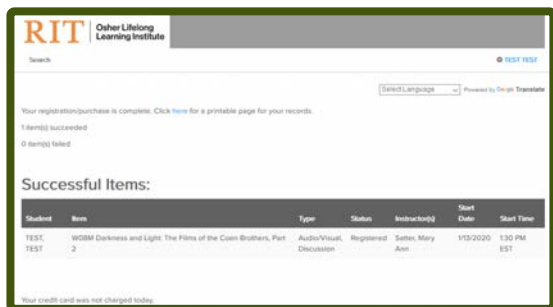 RIT Osher Lifelong
Learning Institute
Search TEST TEST
Select Language Powered by Google Translate
Your registration/purchase is complete. Click here for a printable page for your records.
1 item(s) succeeded
0 item(s) failed
Successful Items:
Student Item Type Status Instructor(s) Start Date Start Time
TEST, W08M Darkness and Light: The Films of the Coen Brothers, Part Audio/Visual, Registered Satter, Mary 1/13/2020 1:30 PM
TEST 2 Discussion Ann EST
Your credit card was not charged today.